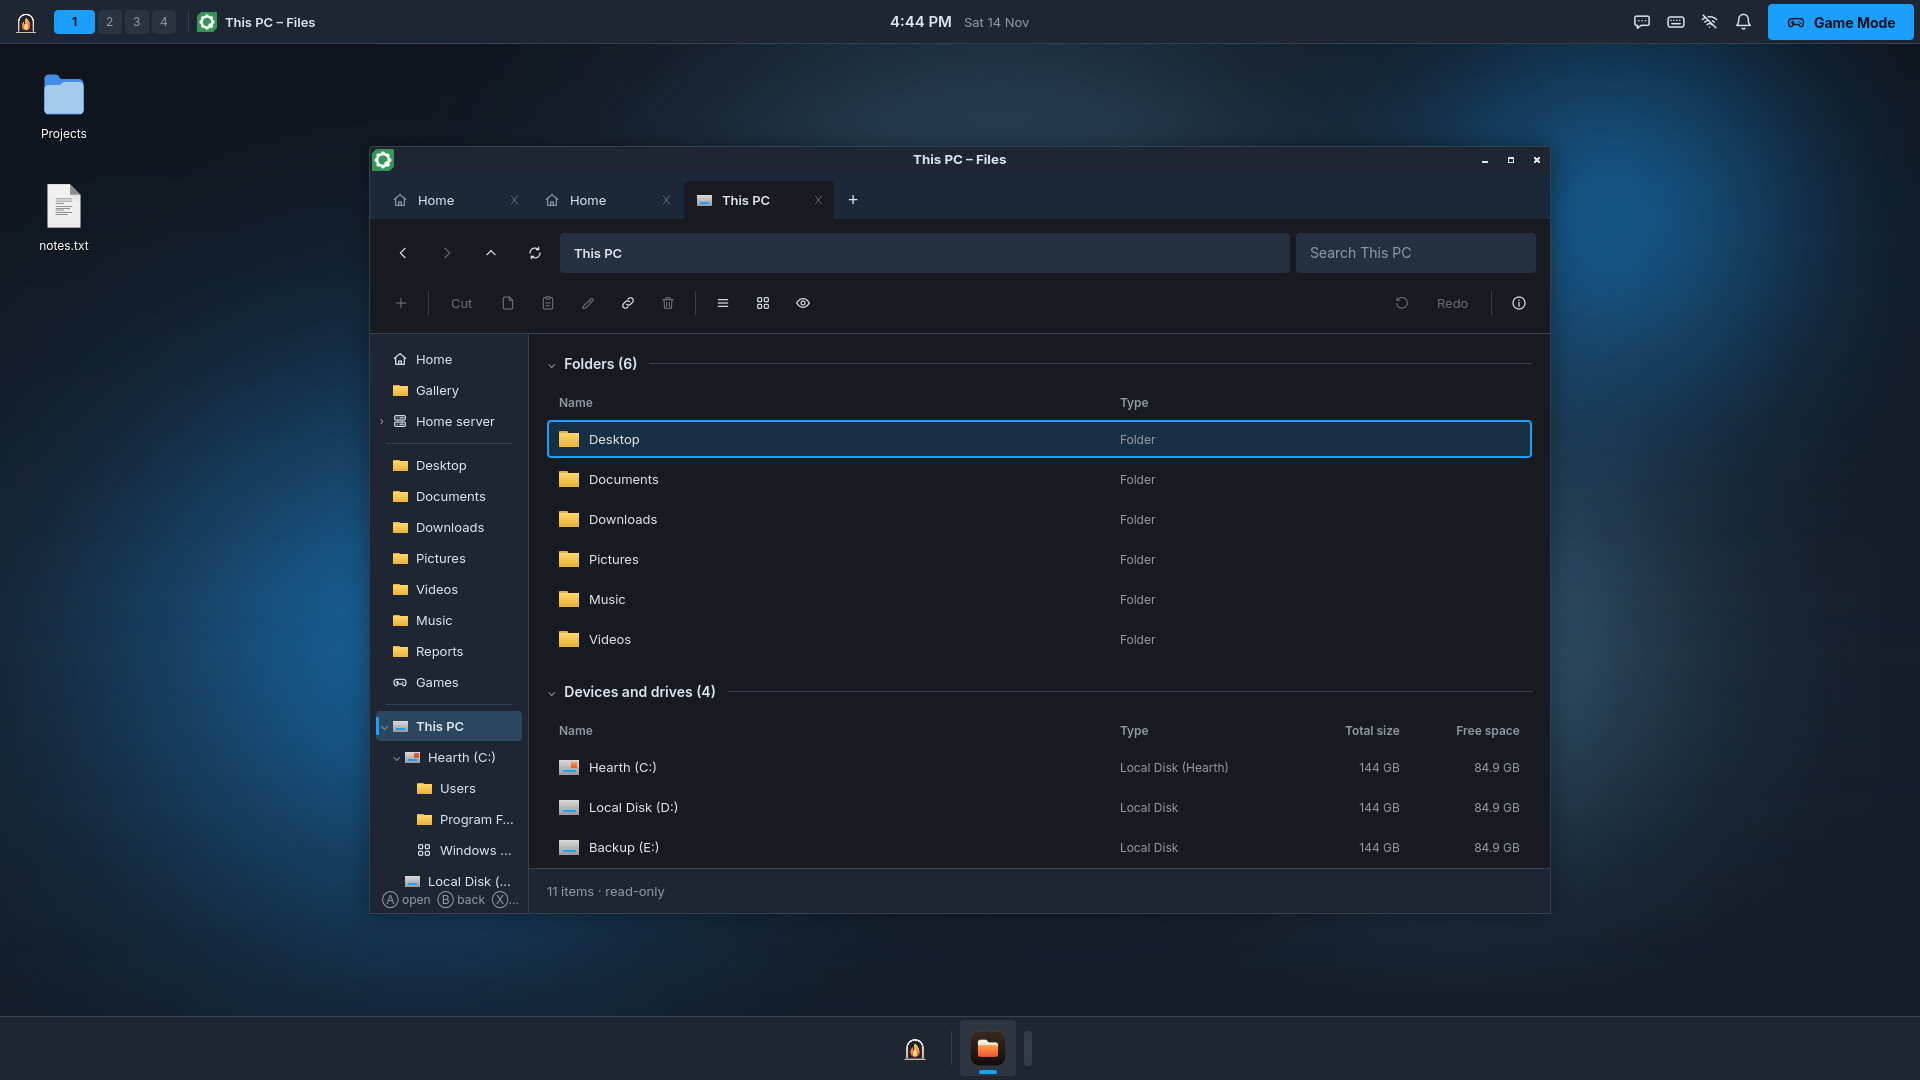 1 2 3 4 This PC – Files 4:44 PM Sat 14 Nov Game Mode
Projects
notes.txt
This PC – Files
Home X Home X This PC X +
This PC Search This PC
Cut Redo
Home
Gallery
Home server
Desktop
Documents
Downloads
Pictures
Videos
Music
Reports
Games
This PC
Hearth (C:)
Users
Program F...
Windows ...
Local Disk (...
A open B back X...
Folders (6)
Name Type
Desktop Folder
Documents Folder
Downloads Folder
Pictures Folder
Music Folder
Videos Folder
Devices and drives (4)
Name Type Total size Free space
Hearth (C:) Local Disk (Hearth) 144 GB 84.9 GB
Local Disk (D:) Local Disk 144 GB 84.9 GB
Backup (E:) Local Disk 144 GB 84.9 GB
11 items · read-only